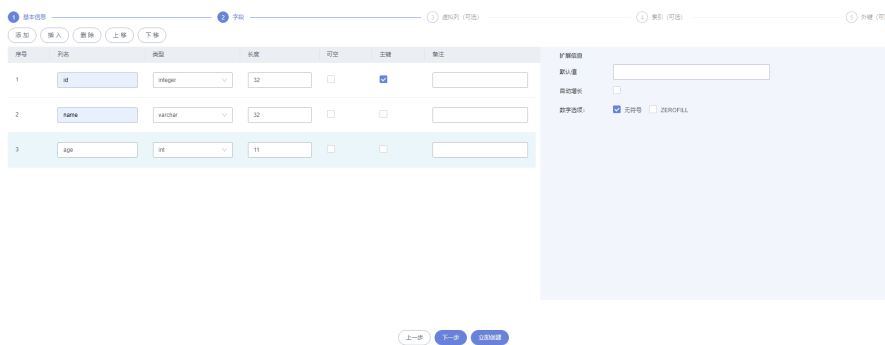 1 基本信息 2 字段 3 虚拟列（可选） 4 索引（可选） 5 外键（可
添加 插入 删除 上移 下移
序号 列名 类型 长度 可空 主键 备注
1 id integer 32
2 name varchar 32
3 age int 11
扩展信息
默认值
自动增长
数字选项： 无符号 ZEROFILL
上一步 下一步 立即创建